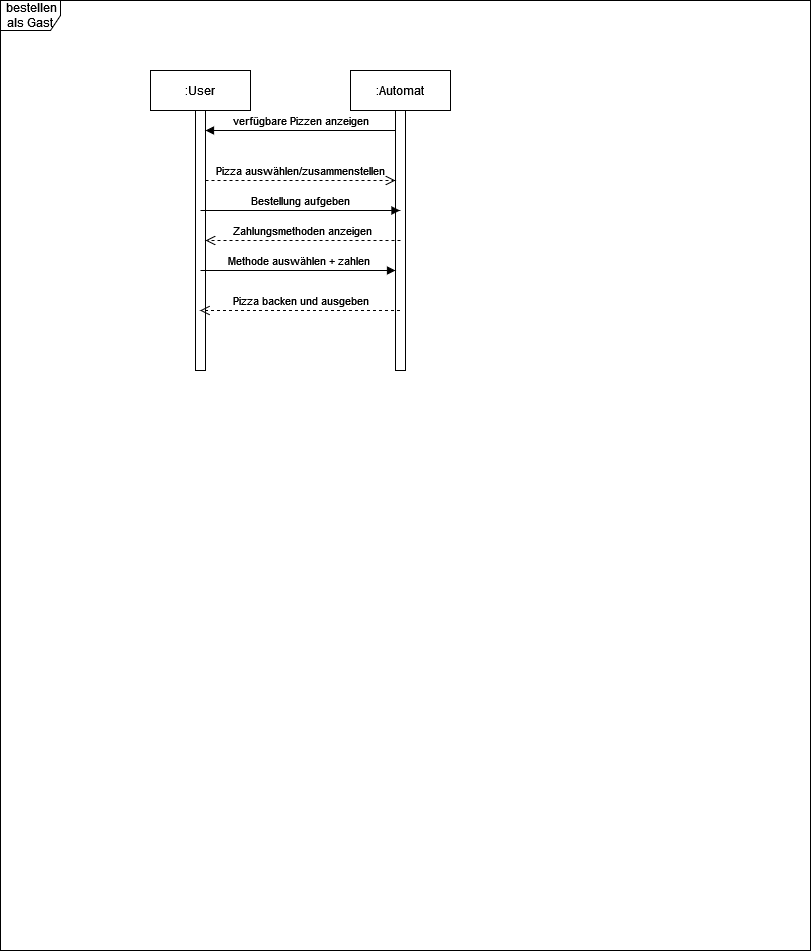 bestellen
als Gast
:User
:Automat
verfügbare Pizzen anzeigen
Pizza auswählen/zusammenstellen
Bestellung aufgeben
Zahlungsmethoden anzeigen
Methode auswählen + zahlen
Pizza backen und ausgeben